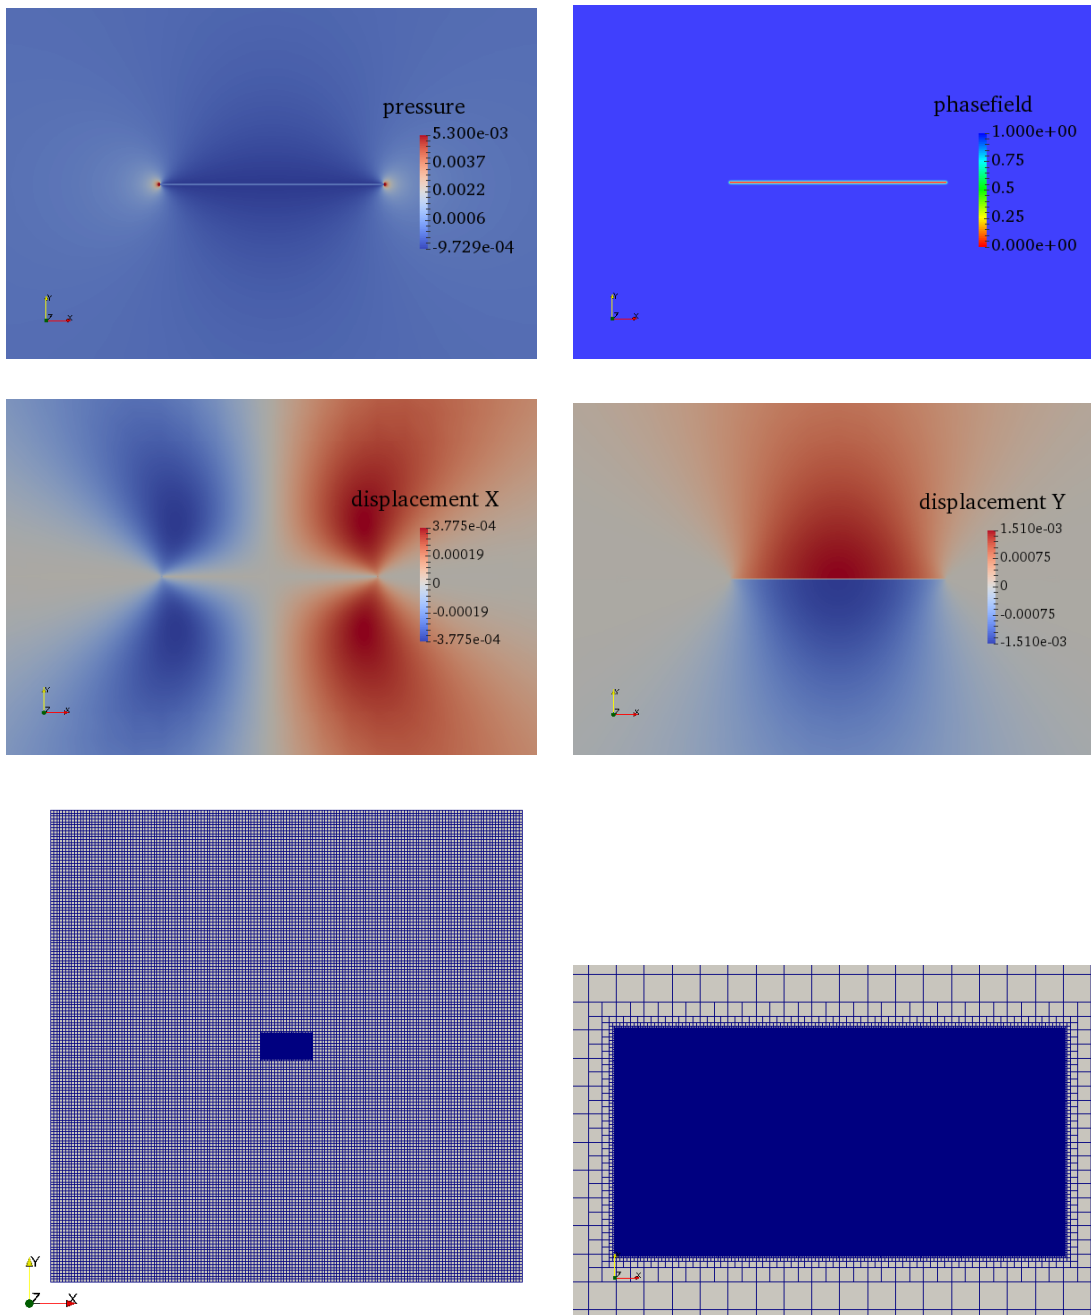 pressure
5.300e-03
0.0037
0.0022
0.0006
-9.729e-04
Y
Z
X
phasefield
1.000e+00
0.75
0.5
0.25
0.000e+00
Y
Z
X
displacement X
3.775e-04
0.00019
0
-0.00019
-3.775e-04
Y
Z
X
displacement Y
1.510e-03
0.00075
0
-0.00075
-1.510e-03
Y
Z
X
Y
Z
X
Z
X